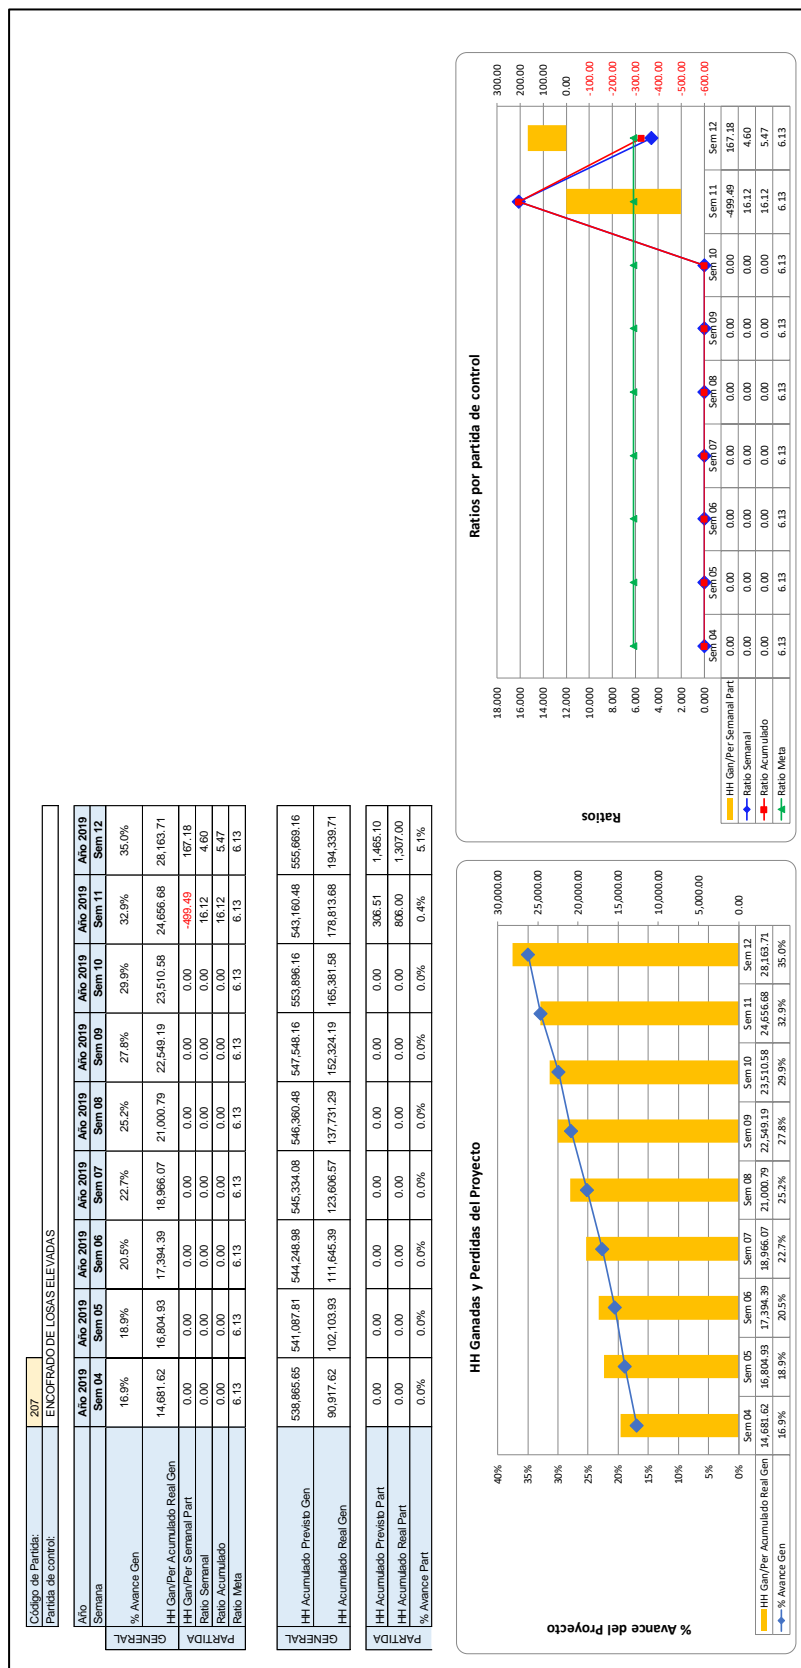 Código de Partida: 207
Partida de control: ENCOFRADO DE LOSAS ELEVADAS
Año Año 2019 Año 2019 Año 2019 Año 2019 Año 2019 Año 2019 Año 2019 Año 2019 Año 2019
Semana Sem 04 Sem 05 Sem 06 Sem 07 Sem 08 Sem 09 Sem 10 Sem 11 Sem 12
GENERAL
% Avance Gen 16.9% 18.9% 20.5% 22.7% 25.2% 27.8% 29.9% 32.9% 35.0%
HH Gan/Per Acumulado Real Gen 14,681.62 16,804.93 17,394.39 18,966.07 21,000.79 22,549.19 23,510.58 24,656.68 28,163.71
PARTIDA
HH Gan/Per Semanal Part 0.00 0.00 0.00 0.00 0.00 0.00 0.00 -499.49 167.18
Ratio Semanal 0.00 0.00 0.00 0.00 0.00 0.00 0.00 16.12 4.60
Ratio Acumulado 0.00 0.00 0.00 0.00 0.00 0.00 0.00 16.12 5.47
Ratio Meta 6.13 6.13 6.13 6.13 6.13 6.13 6.13 6.13 6.13
GENERAL
HH Acumulado Previsto Gen 538,865.65 541,087.81 544,248.98 545,334.08 546,360.48 547,548.16 553,896.16 543,160.48 555,669.16
HH Acumulado Real Gen 90,917.62 102,103.93 111,645.39 123,606.57 137,731.29 152,324.19 165,381.58 178,813.68 194,339.71
PARTIDA
HH Acumulado Previsto Part 0.00 0.00 0.00 0.00 0.00 0.00 0.00 306.51 1,465.10
HH Acumulado Real Part 0.00 0.00 0.00 0.00 0.00 0.00 0.00 806.00 1,307.00
% Avance Part 0.0% 0.0% 0.0% 0.0% 0.0% 0.0% 0.0% 0.4% 5.1%
HH Ganadas y Perdidas del Proyecto
% Avance del Proyecto
40%
35%
30%
25%
20%
15%
10%
5%
0%
30,000.00
25,000.00
20,000.00
15,000.00
10,000.00
5,000.00
0.00
Sem 04 Sem 05 Sem 06 Sem 07 Sem 08 Sem 09 Sem 10 Sem 11 Sem 12
HH Gan/Per Acumulado Real Gen 14,681.62 16,804.93 17,394.39 18,966.07 21,000.79 22,549.19 23,510.58 24,656.68 28,163.71
% Avance Gen 16.9% 18.9% 20.5% 22.7% 25.2% 27.8% 29.9% 32.9% 35.0%
Ratios por partida de control
Ratios
18.000
16.000
14.000
12.000
10.000
8.000
6.000
4.000
2.000
0.000
300.00
200.00
100.00
0.00
-100.00
-200.00
-300.00
-400.00
-500.00
-600.00
Sem 04 Sem 05 Sem 06 Sem 07 Sem 08 Sem 09 Sem 10 Sem 11 Sem 12
HH Gan/Per Semanal Part 0.00 0.00 0.00 0.00 0.00 0.00 0.00 -499.49 167.18
Ratio Semanal 0.00 0.00 0.00 0.00 0.00 0.00 0.00 16.12 4.60
Ratio Acumulado 0.00 0.00 0.00 0.00 0.00 0.00 0.00 16.12 5.47
Ratio Meta 6.13 6.13 6.13 6.13 6.13 6.13 6.13 6.13 6.13